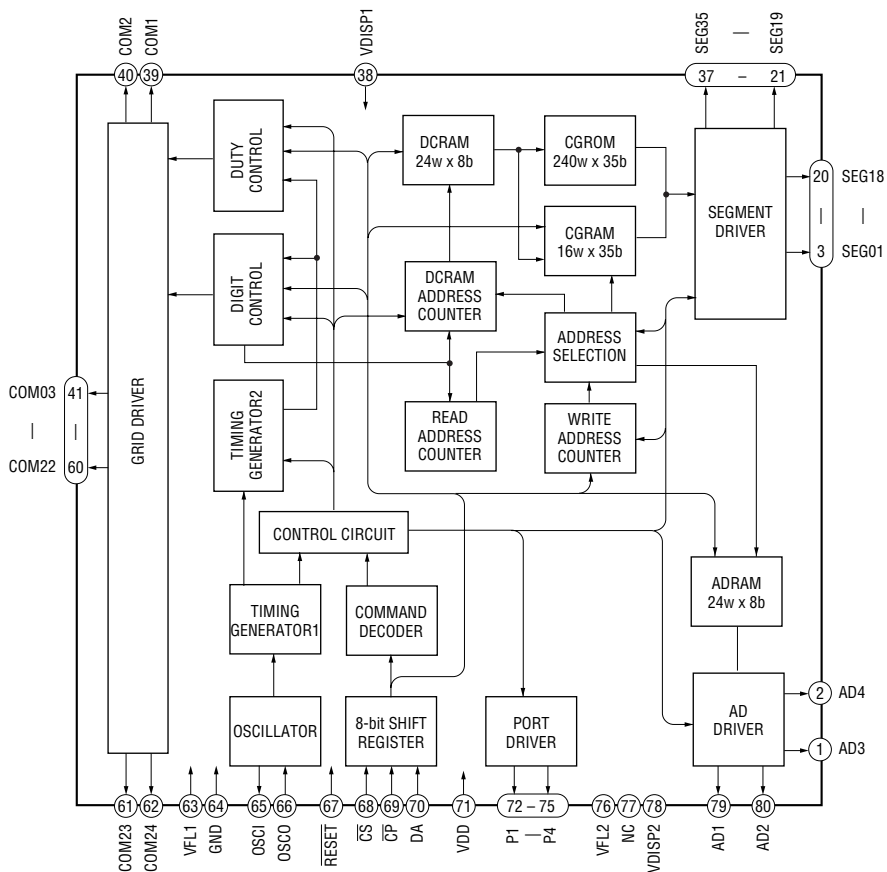 COM2
COM1
VDISP1
SEG35
—
SEG19
40
39
38
37
–
21
DUTY
CONTROL
DCRAM
24w x 8b
CGROM
240w x 35b
SEGMENT
DRIVER
20
SEG18
|
|
3
SEG01
CGRAM
16w x 35b
DIGIT
CONTROL
DCRAM
ADDRESS
COUNTER
ADDRESS
SELECTION
COM03
41
|
|
COM22
60
GRID DRIVER
TIMING
GENERATOR2
READ
ADDRESS
COUNTER
WRITE
ADDRESS
COUNTER
CONTROL CIRCUIT
TIMING
GENERATOR1
COMMAND
DECODER
ADRAM
24w x 8b
OSCILLATOR
8-bit SHIFT
REGISTER
PORT
DRIVER
AD
DRIVER
2
AD4
1
AD3
61
62
63
64
65
66
67
68
69
70
71
72 – 75
76
77
78
79
80
COM23
COM24
VFL1
GND
OSCI
OSCO
RESET
CS
CP
DA
VDD
P1
—
P4
VFL2
NC
VDISP2
AD1
AD2